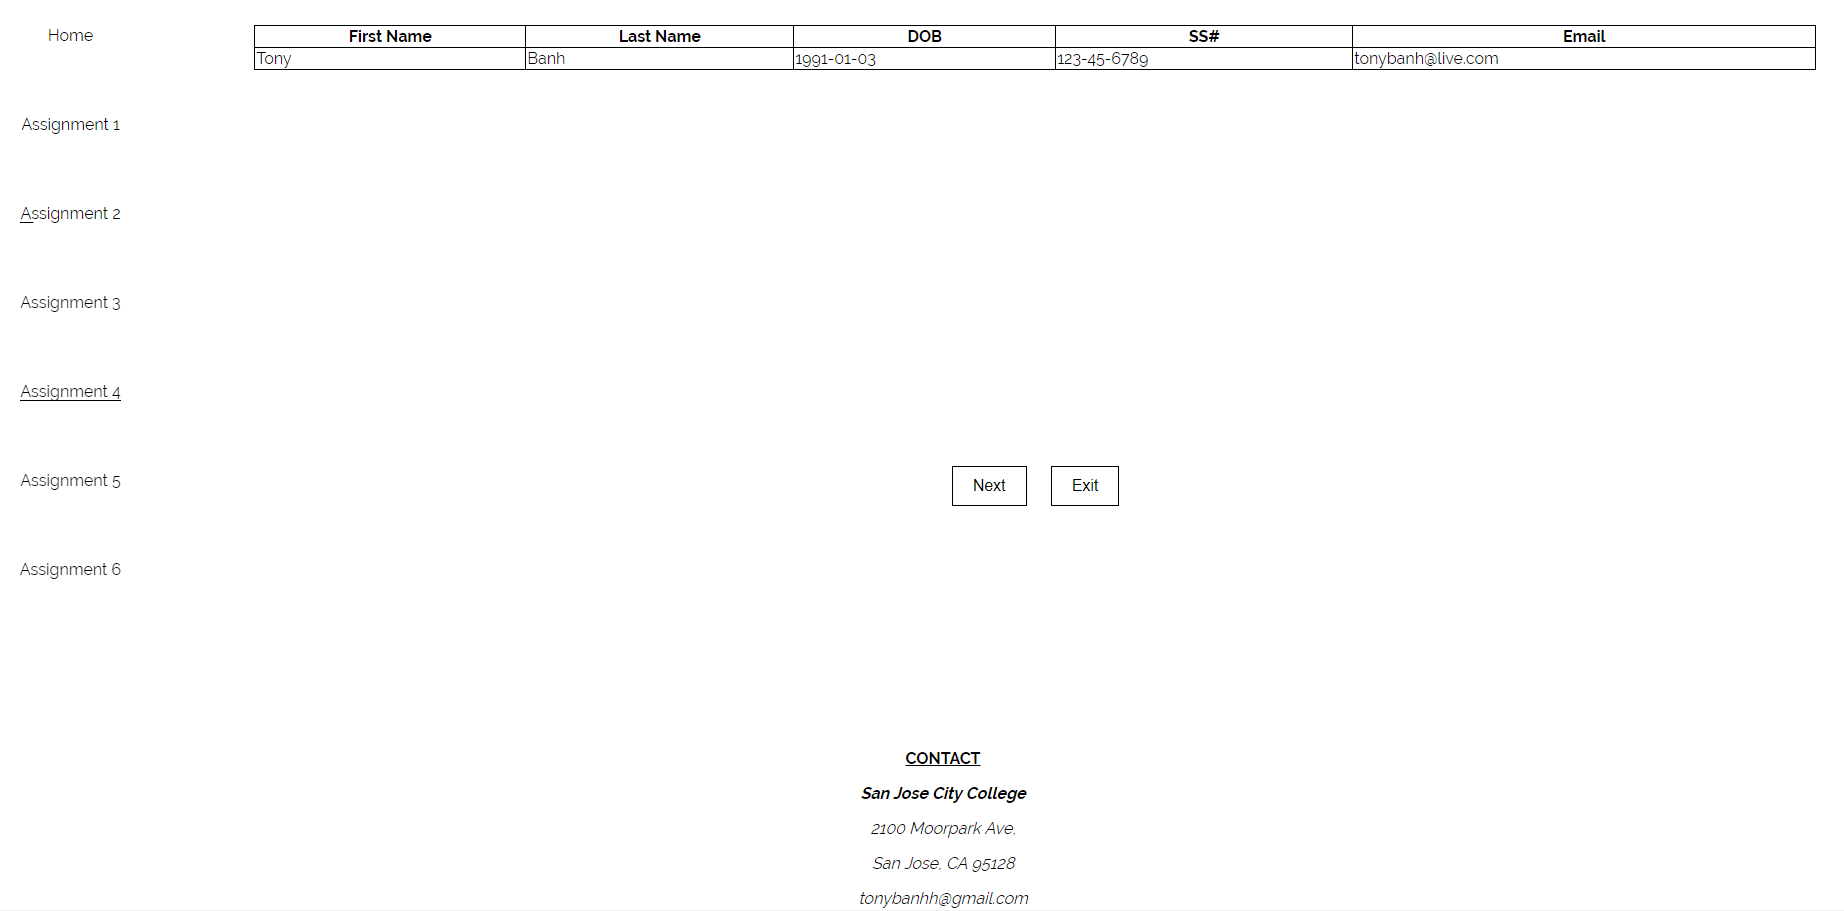 Home
First Name Last Name DOB SS# Email
Tony Banh 1991-01-03 123-45-6789 tonybanh@live.com
Assignment 1
Assignment 2
Assignment 3
Assignment 4
Assignment 5
Next Exit
Assignment 6
CONTACT
San Jose City College
2100 Moorpark Ave,
San Jose, CA 95128
tonybanhh@gmail.com